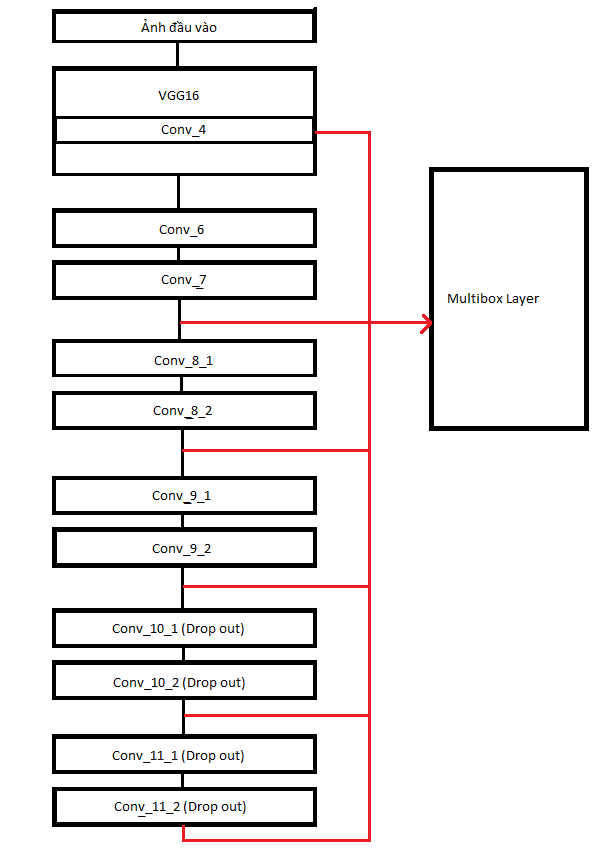 Ảnh đầu vào
VGG16
Conv_4
Conv_6
Conv_7
Multibox Layer
Conv_8_1
Conv_8_2
Conv_9_1
Conv_9_2
Conv_10_1 (Drop out)
Conv_10_2 (Drop out)
Conv_11_1 (Drop out)
Conv_11_2 (Drop out)